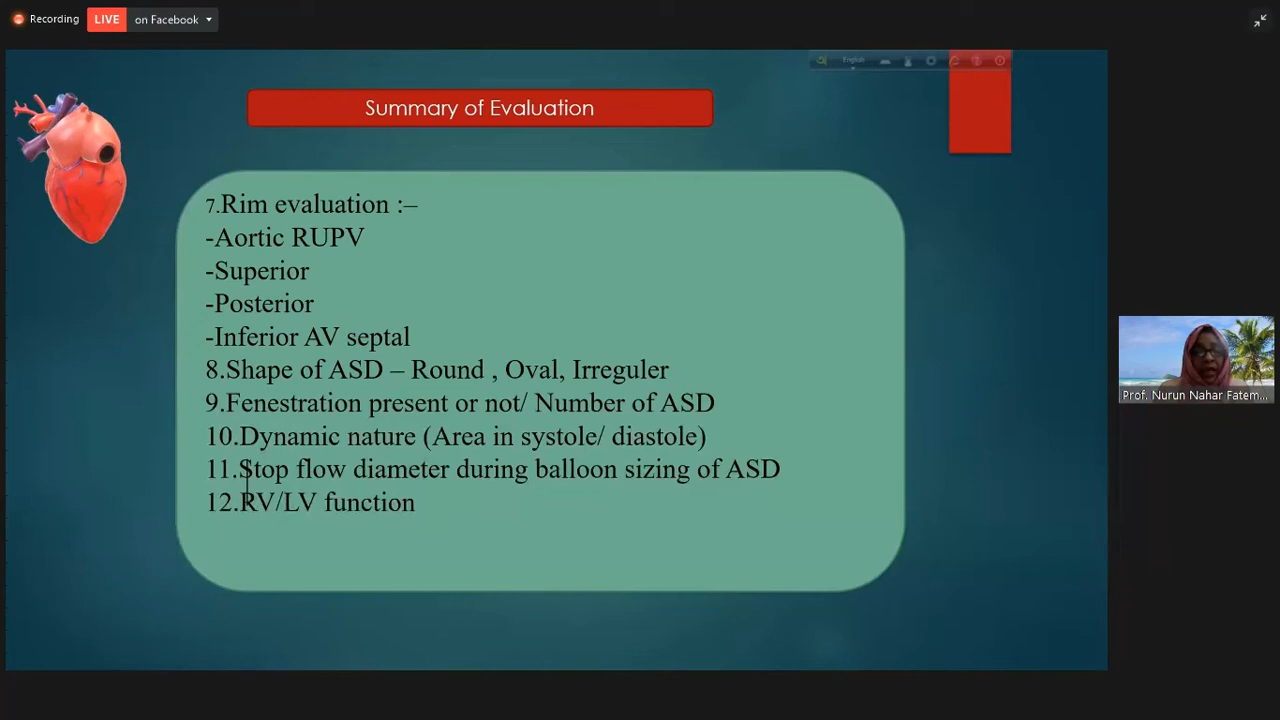 Recording
LIVE on Facebook
English
Summary of Evaluation
7.Rim evaluation :–
-Aortic RUPV
-Superior
-Posterior
-Inferior AV septal
8.Shape of ASD – Round , Oval, Irreguler
9.Fenestration present or not/ Number of ASD
10.Dynamic nature (Area in systole/ diastole)
11.Stop flow diameter during balloon sizing of ASD
12.RV/LV function
Prof. Nurun Nahar Fatem...